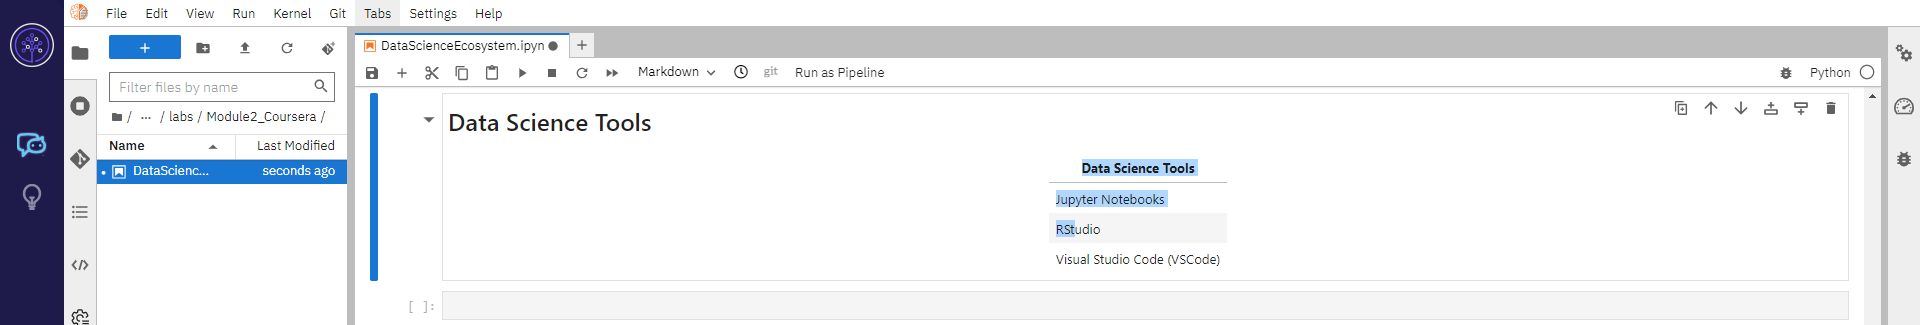 File Edit View Run Kernel Git Tabs Settings Help
DataScienceEcosystem.ipyn
Markdown git Run as Pipeline Python
Filter files by name
/ ... / labs / Module2_Coursera /
Name Last Modified
DataScienc... seconds ago
Data Science Tools
Data Science Tools
Jupyter Notebooks
RStudio
Visual Studio Code (VSCode)
[ ]: